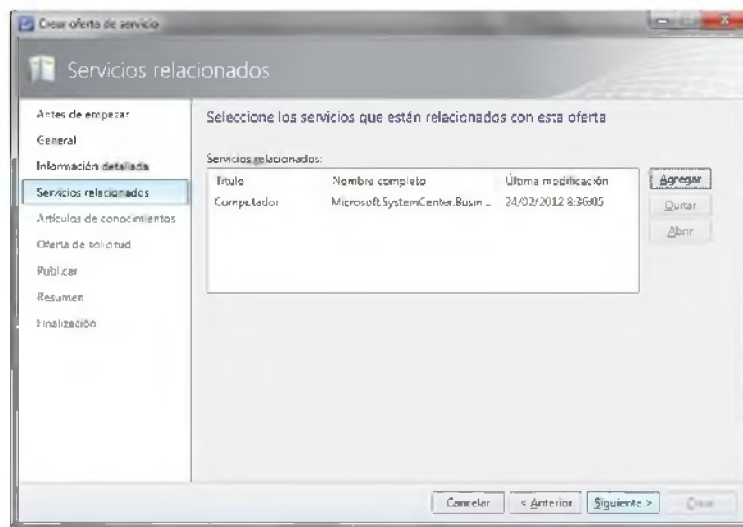 Crear oferta de servicio
Servicios relacionados
Antes de empezar
General
Información detallada
Servicios relacionados
Artículos de conocimientos
Oferta de solicitud
Publicar
Resumen
Finalización
Seleccione los servicios que están relacionados con esta oferta
Servicios relacionados:
Título Nombre completo Última modificación
Computador Microsoft.SystemCenter.Busin... 24/02/2012 8:36:05
Agregar
Quitar
Abrir
Cancelar < Anterior Siguiente > Crear